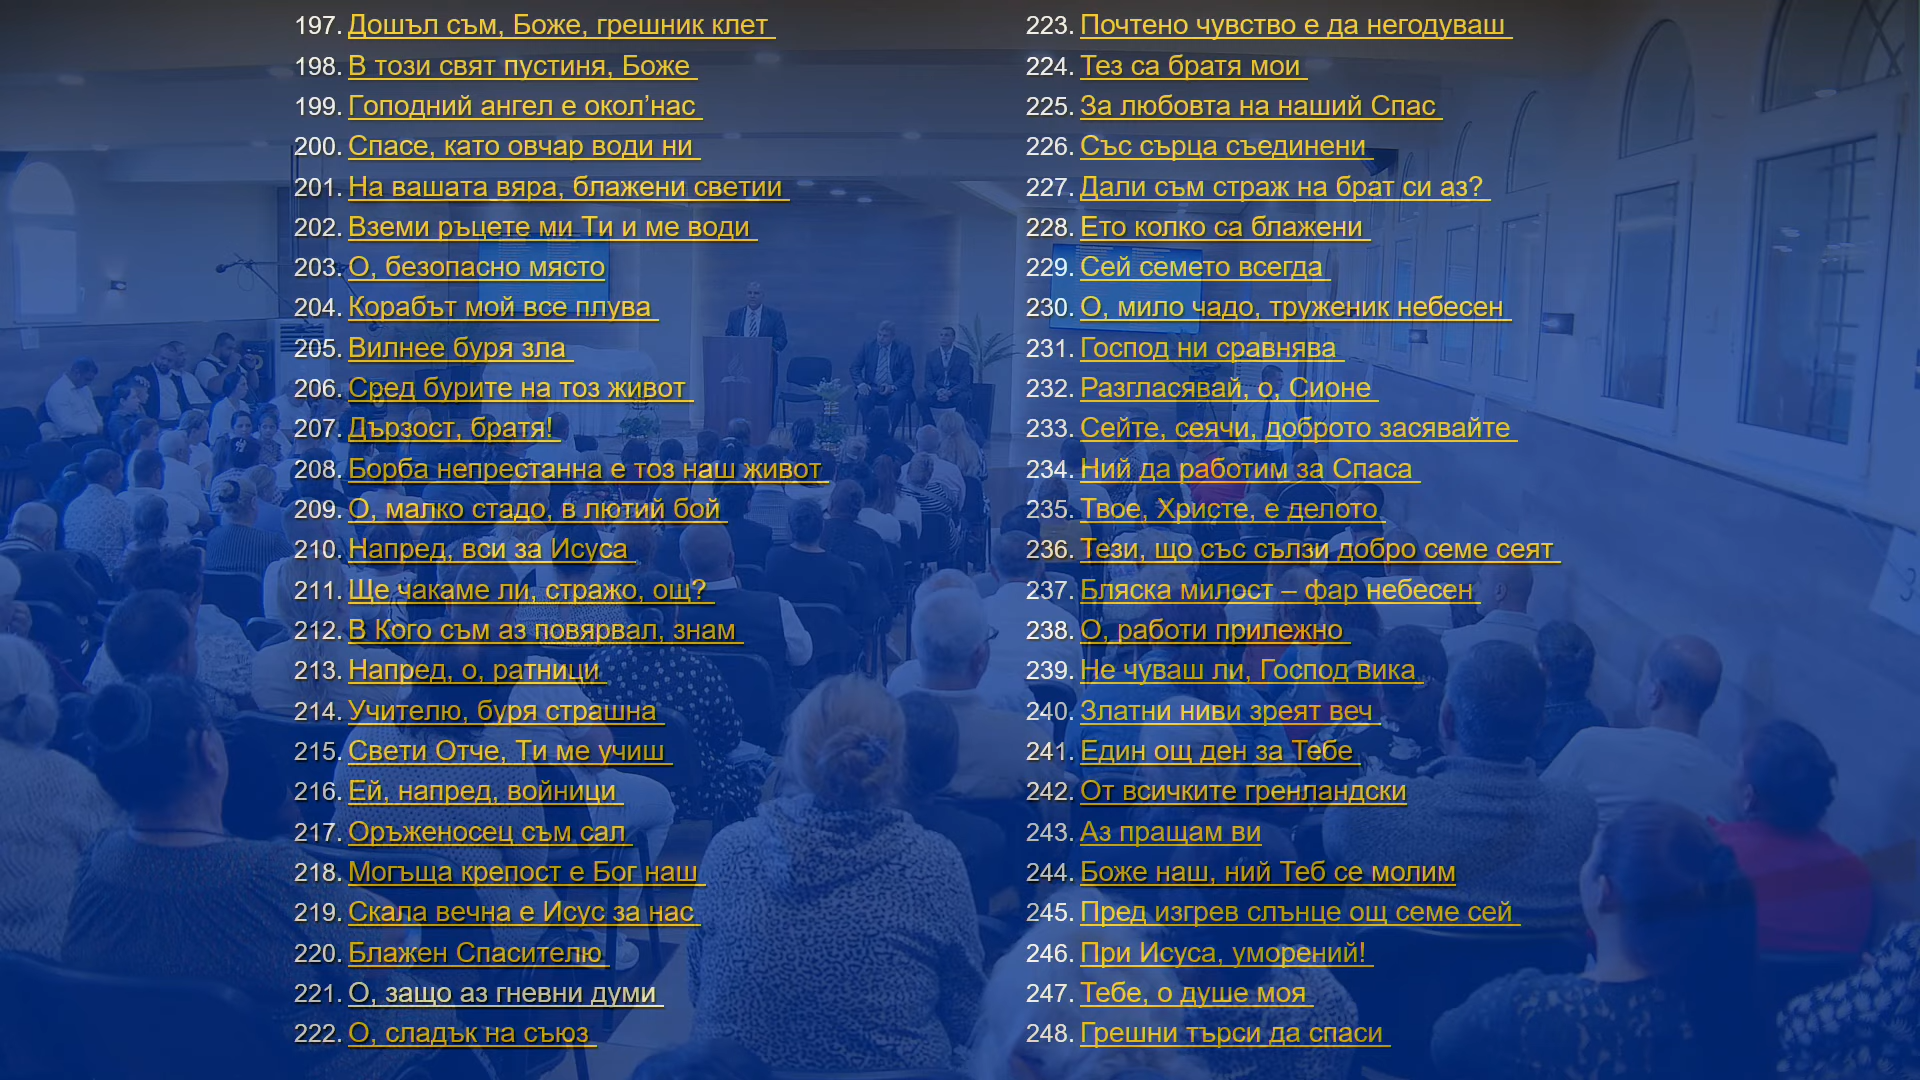 197. Дошъл съм, Боже, грешник клет
198. В този свят пустиня, Боже
199. Гоподний ангел е окол’нас
200. Спасе, като овчар води ни
201. На вашата вяра, блажени светии
202. Вземи ръцете ми Ти и ме води
203. О, безопасно място
204. Корабът мой все плува
205. Вилнее буря зла
206. Сред бурите на тоз живот
207. Дързост, братя!
208. Борба непрестанна е тоз наш живот
209. О, малко стадо, в лютий бой
210. Напред, вси за Исуса
211. Ще чакаме ли, стражо, ощ?
212. В Кого съм аз повярвал, знам
213. Напред, о, ратници
214. Учителю, буря страшна
215. Свети Отче, Ти ме учиш
216. Ей, напред, войници
217. Оръженосец съм сал
218. Могъща крепост е Бог наш
219. Скала вечна е Исус за нас
220. Блажен Спасителю
221. О, защо аз гневни думи
222. О, сладък на съюз
223. Почтено чувство е да негодуваш
224. Тез са братя мои
225. За любовта на наший Спас
226. Със сърца съединени
227. Дали съм страж на брат си аз?
228. Ето колко са блажени
229. Сей семето всегда
230. О, мило чадо, труженик небесен
231. Господ ни сравнява
232. Разгласявай, о, Сионе
233. Сейте, сеячи, доброто засявайте
234. Ний да работим за Спаса
235. Твое, Христе, е делото
236. Тези, що със сълзи добро семе сеят
237. Бляска милост – фар небесен
238. О, работи прилежно
239. Не чуваш ли, Господ вика
240. Златни ниви зреят веч
241. Един ощ ден за Тебе
242. От всичките гренландски
243. Аз пращам ви
244. Боже наш, ний Теб се молим
245. Пред изгрев слънце ощ семе сей
246. При Исуса, уморений!
247. Тебе, о душе моя
248. Грешни търси да спаси